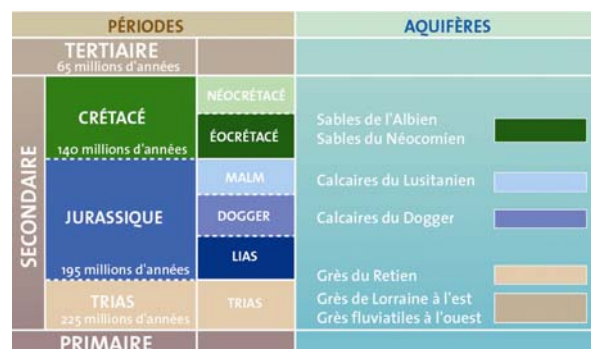 PÉRIODES
AQUIFÈRES
TERTIAIRE
65 millions d'années
SECONDAIRE
CRÉTACÉ
140 millions d'années
NÉOCRÉTACÉ
ÉOCRÉTACÉ
Sables de l'Albien
Sables du Néocomien
JURASSIQUE
195 millions d'années
MALM
Calcaires du Lusitanien
DOGGER
Calcaires du Dogger
LIAS
TRIAS
225 millions d'années
TRIAS
Grès du Retien
Grès de Lorraine à l'est
Grès fluviatiles à l'ouest
PRIMAIRE